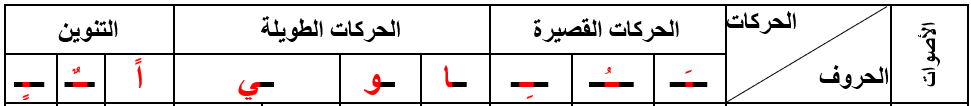 الأصوات
الحركات
الحروف
الحركات القصيرة
الحركات الطويلة
التنوين
ـَـ ـُـ ـِـ ـا ـو ـي اً ـٌـ ـٍـ